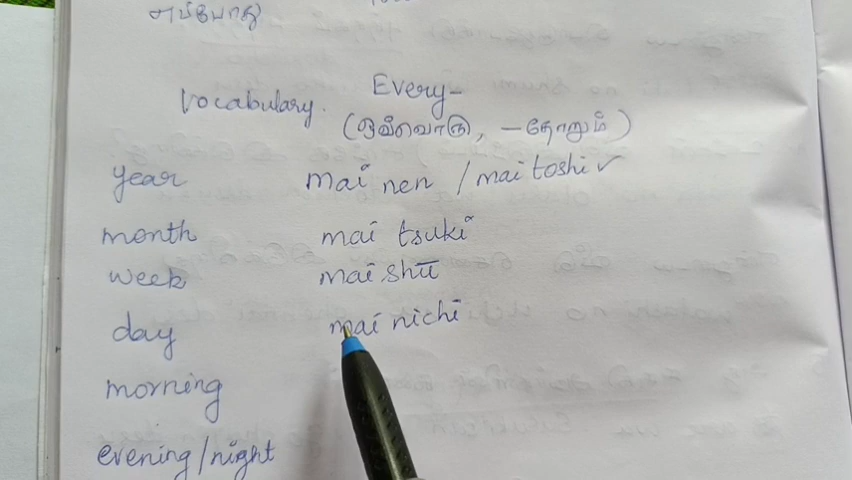 அப்போது
Every-
Vocabulary.
(ஒவ்வொரு, -தோறும்)
year mai nen / mai toshi ✓
month mai tsuki
week mai shū
day mai nichi
morning
evening/night